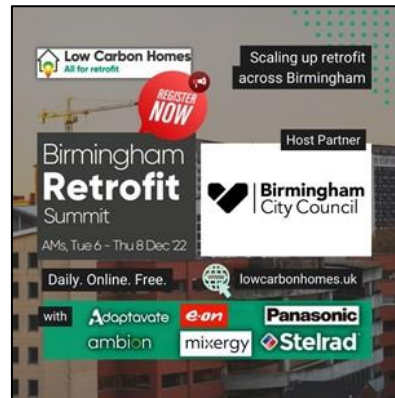 Low Carbon Homes
All for retrofit
Scaling up retrofit
across Birmingham
REGISTER
NOW
Host Partner
Birmingham
Retrofit
Summit
AMs, Tue 6 - Thu 8 Dec '22
Birmingham
City Council
Daily. Online. Free.
lowcarbonhomes.uk
with
Adaptavate
e·on
Panasonic
ambion
mixergy
Stelrad